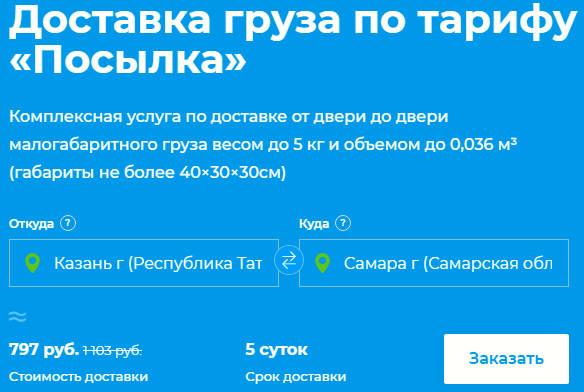 Доставка груза по тарифу
«Посылка»
Комплексная услуга по доставке от двери до двери
малогабаритного груза весом до 5 кг и объемом до 0,036 м³
(габариты не более 40×30×30см)
Откуда ? Куда ?
Казань г (Республика Тат Самара г (Самарская обл
797 руб. 1 103 руб. 5 суток Заказать
Стоимость доставки Срок доставки